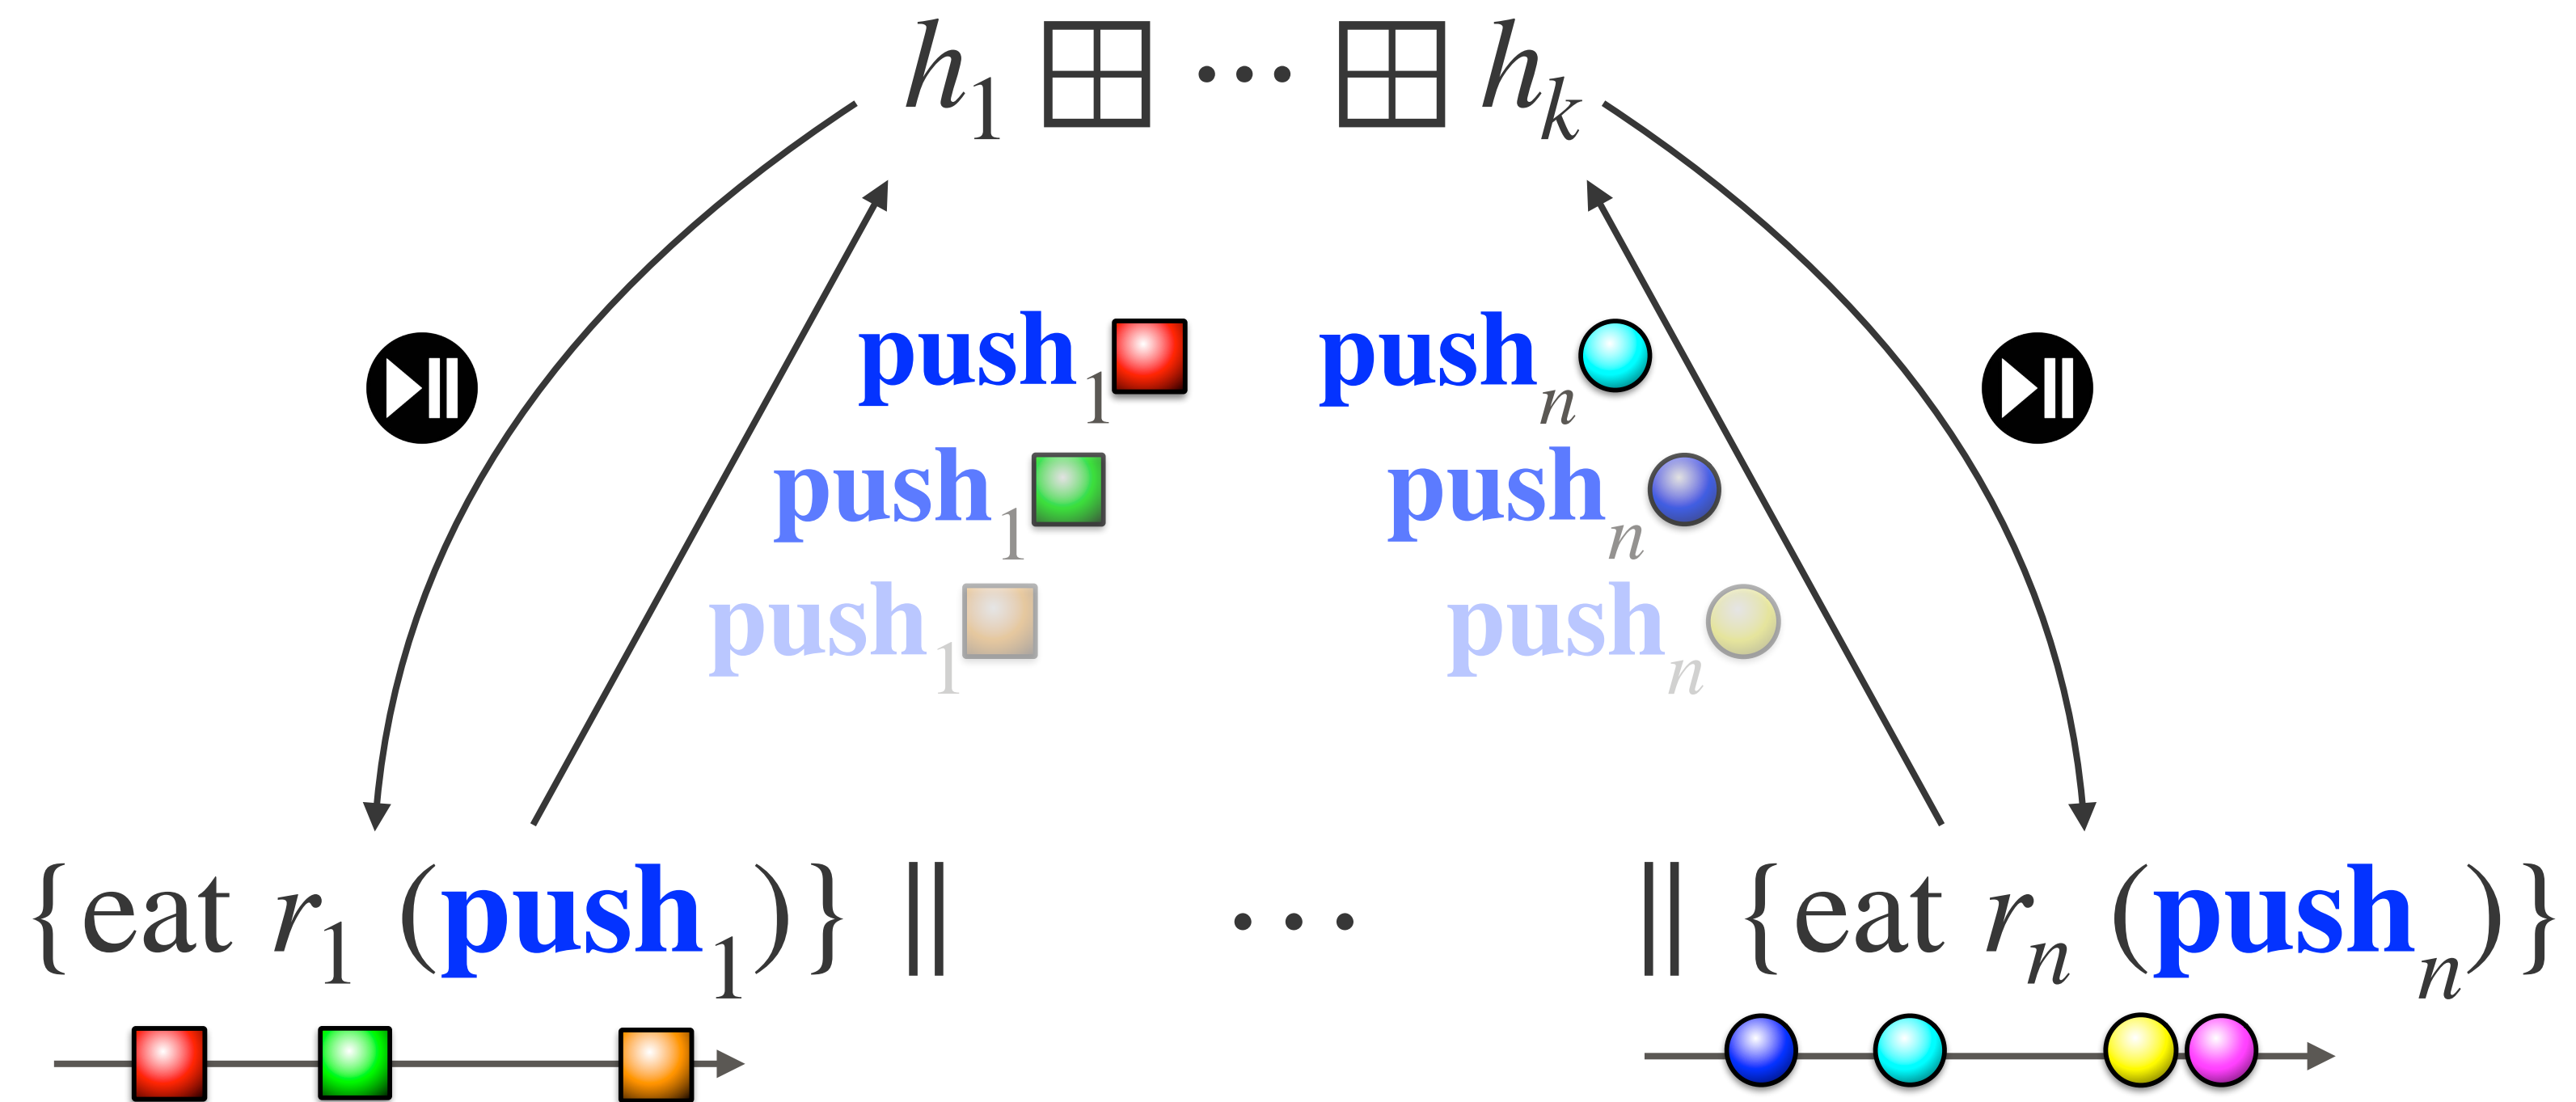 h₁ ⊞ ⋯ ⊞ hₖ
push₁ pushₙ
push₁ pushₙ
push₁ pushₙ
{eat r₁ (push₁)} ∥ ⋯ ∥ {eat rₙ (pushₙ)}